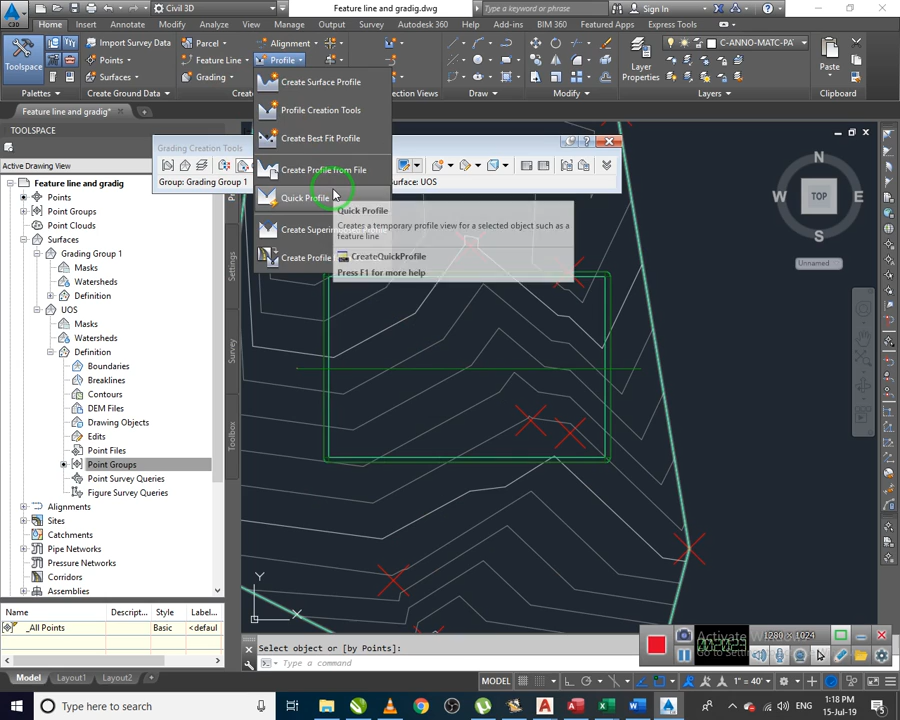 C3D
Civil 3D
Feature line and gradig.dwg
Type a keyword or phrase
Sign In
Home Insert Annotate Modify Analyze View Manage Output Survey Autodesk 360 Help Add-ins BIM 360 Featured Apps Express Tools
Toolspace
Import Survey Data
Points
Surfaces
Parcel
Feature Line
Grading
Alignment
Profile
Layer
Properties
C-ANNO-MATC-PA
Paste
Palettes
Create Ground Data
Draw
Modify
Layers
Clipboard
Feature line and gradig*
TOOLSPACE
Active Drawing View
Feature line and gradig
Points
Point Groups
Point Clouds
Surfaces
Grading Group 1
Masks
Watersheds
Definition
UOS
Masks
Watersheds
Definition
Boundaries
Breaklines
Contours
DEM Files
Drawing Objects
Edits
Point Files
Point Groups
Point Survey Queries
Figure Survey Queries
Alignments
Sites
Catchments
Pipe Networks
Pressure Networks
Corridors
Assemblies
Settings
Survey
Toolbox
Name Descript... Style Label...
_All Points Basic <defaul
Create Surface Profile
Profile Creation Tools
Create Best Fit Profile
Create Profile from File
Quick Profile
Create Superim
Create Profile
Grading Creation Tools
Group: Grading Group 1
urface: UOS
Quick Profile
Creates a temporary profile view for a selected object such as a
feature line
CreateQuickProfile
Press F1 for more help
N
W TOP E
S
Unnamed
Y
X
Select object or [by Points]:
Type a command
Activate Windows
1280 × 1024
Model Layout1 Layout2 +
MODEL
1" = 40'
Type here to search
1:18 PM
15-Jul-19
5